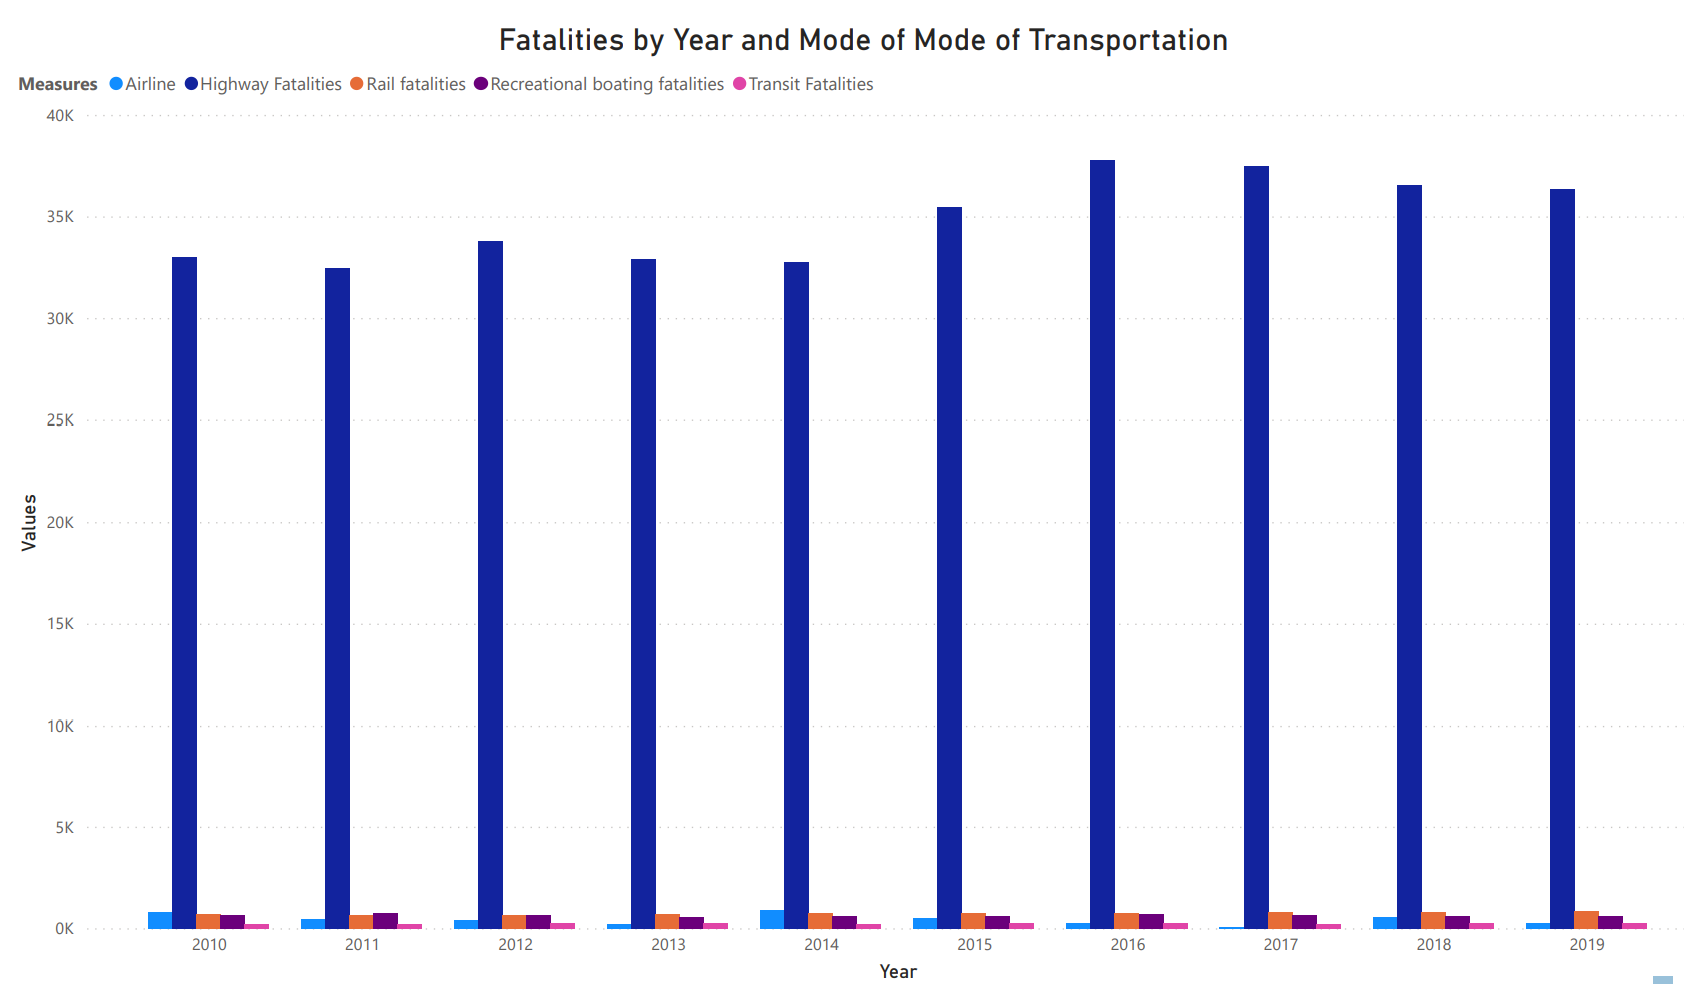 Fatalities by Year and Mode of Mode of Transportation
Measures Airline Highway Fatalities Rail fatalities Recreational boating fatalities Transit Fatalities
40K
35K
30K
25K
20K
15K
10K
5K
0K
Values
2010 2011 2012 2013 2014 2015 2016 2017 2018 2019
Year